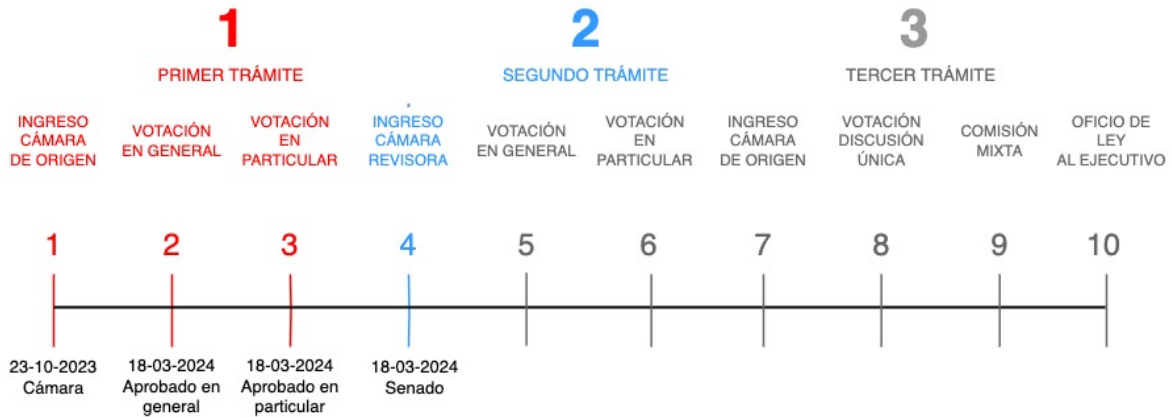 1
2
3
PRIMER TRÁMITE
SEGUNDO TRÁMITE
TERCER TRÁMITE
INGRESO
CÁMARA
DE ORIGEN
VOTACIÓN
EN GENERAL
VOTACIÓN
EN
PARTICULAR
INGRESO
CÁMARA
REVISORA
VOTACIÓN
EN GENERAL
VOTACIÓN
EN
PARTICULAR
INGRESO
CÁMARA
DE ORIGEN
VOTACIÓN
DISCUSIÓN
ÚNICA
COMISIÓN
MIXTA
OFICIO DE
LEY
AL EJECUTIVO
1
2
3
4
5
6
7
8
9
10
23-10-2023
Cámara
18-03-2024
Aprobado en
general
18-03-2024
Aprobado en
particular
18-03-2024
Senado